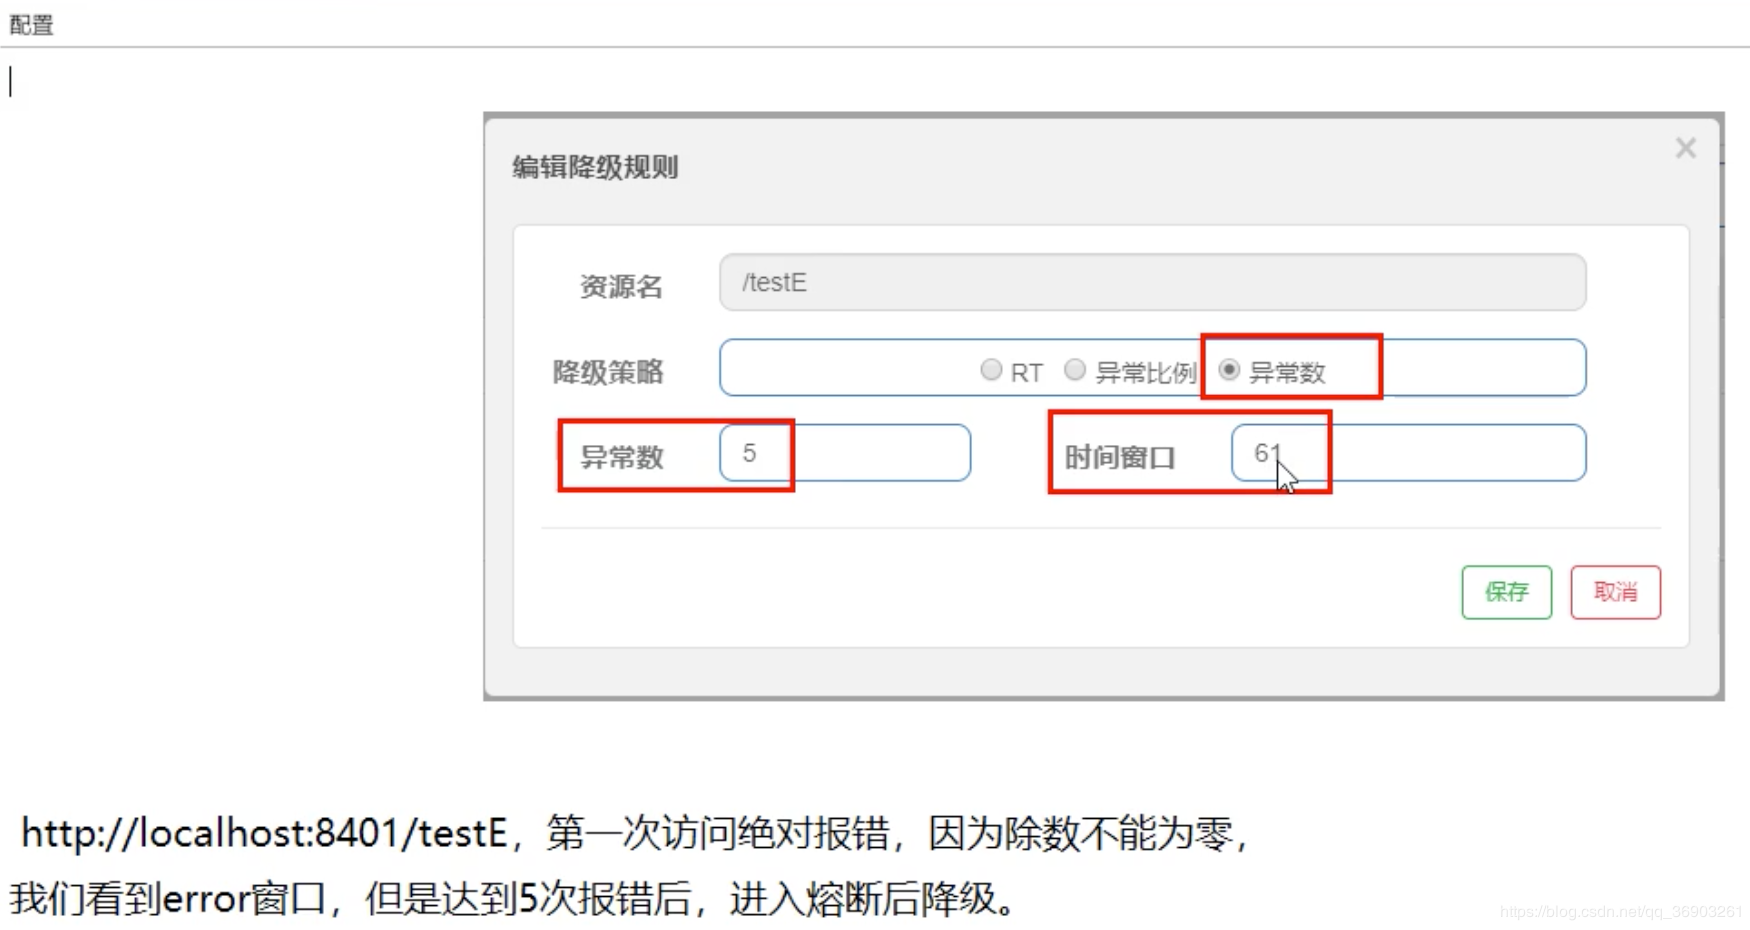 配置
编辑降级规则 ×
资源名 /testE
降级策略 RT 异常比例 异常数
异常数 5 时间窗口 61
保存 取消
http://localhost:8401/testE，第一次访问绝对报错，因为除数不能为零，
我们看到error窗口，但是达到5次报错后，进入熔断后降级。
https://blog.csdn.net/qq_36903261